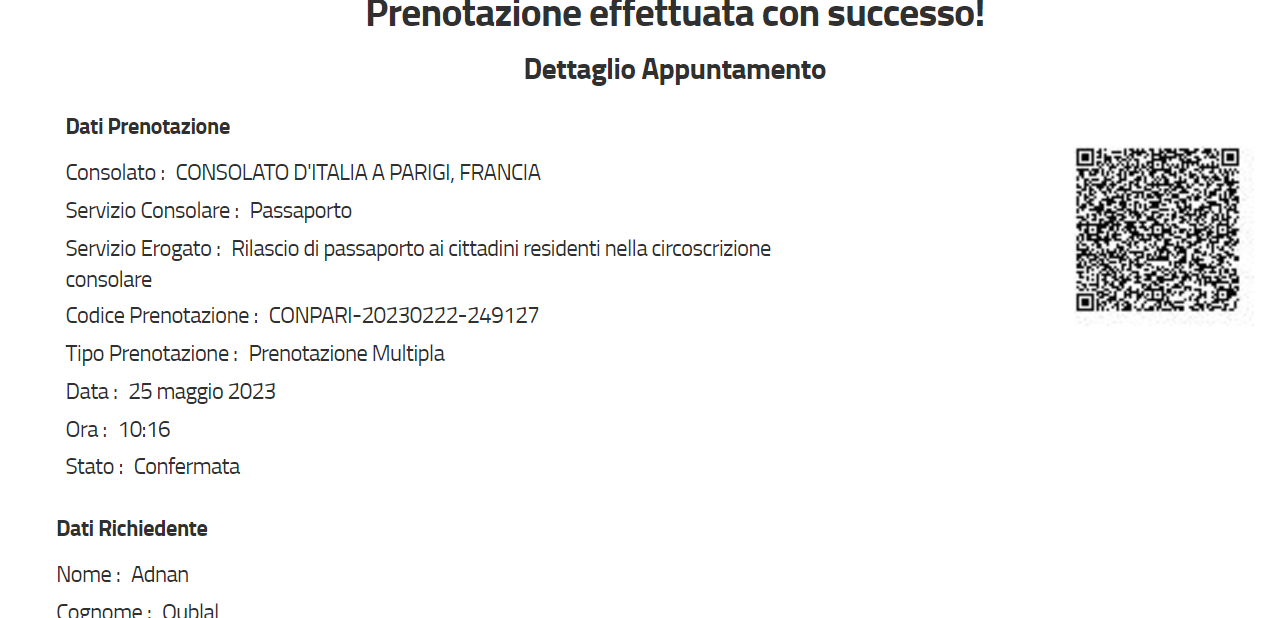 Prenotazione effettuata con successo!
Dettaglio Appuntamento
Dati Prenotazione
Consolato : CONSOLATO D'ITALIA A PARIGI, FRANCIA
Servizio Consolare : Passaporto
Servizio Erogato : Rilascio di passaporto ai cittadini residenti nella circoscrizione
consolare
Codice Prenotazione : CONPARI-20230222-249127
Tipo Prenotazione : Prenotazione Multipla
Data : 25 maggio 2023
Ora : 10:16
Stato : Confermata
Dati Richiedente
Nome : Adnan
Cognome : Oublal